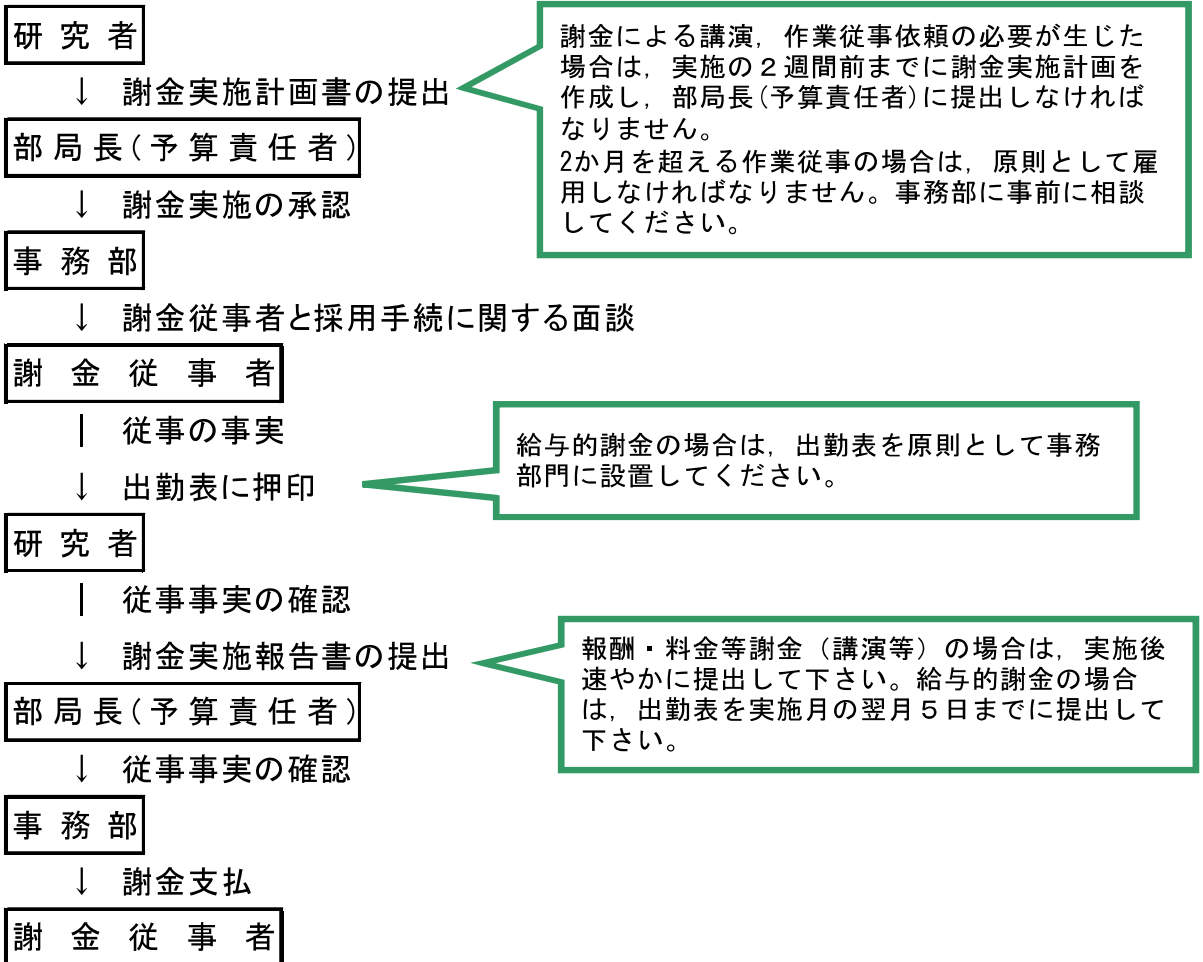 研究者
↓ 謝金実施計画書の提出
謝金による講演，作業従事依頼の必要が生じた
場合は，実施の２週間前までに謝金実施計画を
作成し，部局長(予算責任者)に提出しなければ
なりません。
2か月を超える作業従事の場合は，原則として雇
用しなければなりません。事務部に事前に相談
してください。
部局長(予算責任者)
↓ 謝金実施の承認
事務部
↓ 謝金従事者と採用手続に関する面談
謝金従事者
｜ 従事の事実
↓ 出勤表に押印
給与的謝金の場合は，出勤表を原則として事務
部門に設置してください。
研究者
｜ 従事事実の確認
↓ 謝金実施報告書の提出
報酬・料金等謝金（講演等）の場合は，実施後
速やかに提出して下さい。給与的謝金の場合
は，出勤表を実施月の翌月５日までに提出して
下さい。
部局長(予算責任者)
↓ 従事事実の確認
事務部
↓ 謝金支払
謝金従事者